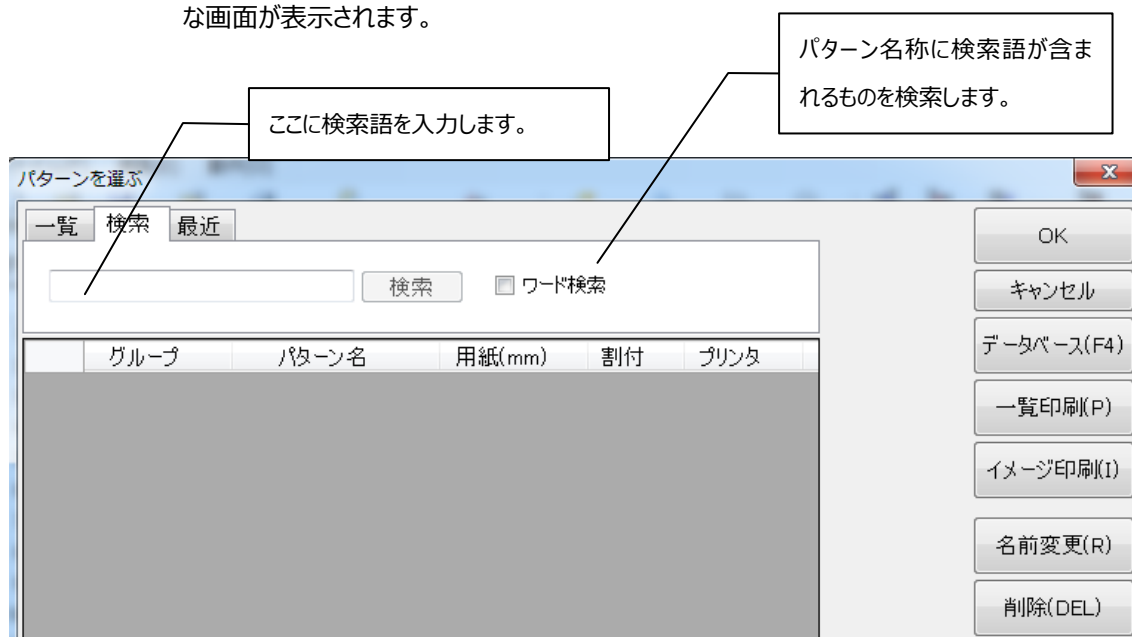 な画面が表示されます。
パターン名称に検索語が含ま
れるものを検索します。
ここに検索語を入力します。
パターンを選ぶ
一覧 検索 最近
検索 ワード検索
グループ パターン名 用紙(mm) 割付 プリンタ
OK
キャンセル
データベース(F4)
一覧印刷(P)
イメージ印刷(I)
名前変更(R)
削除(DEL)